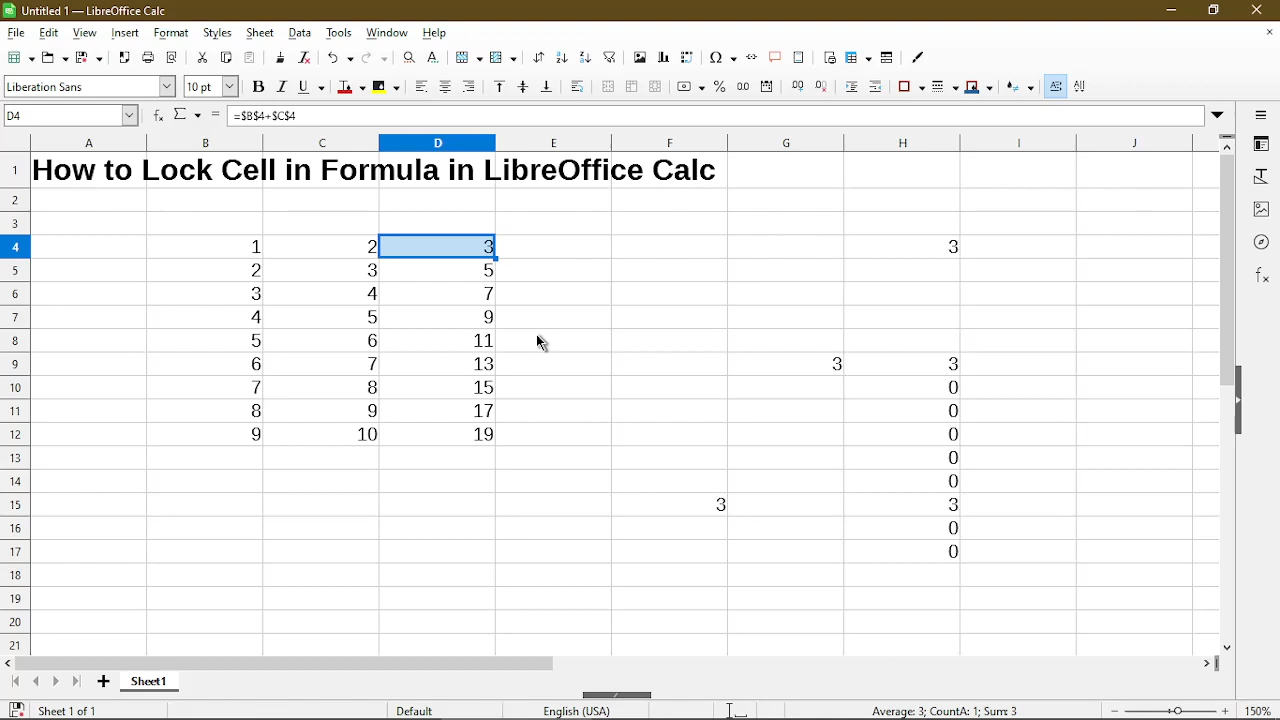 Untitled 1 — LibreOffice Calc
File Edit View Insert Format Styles Sheet Data Tools Window Help
Liberation Sans 10 pt
D4 =$B$4+$C$4
A B C D E F G H I J
1 How to Lock Cell in Formula in LibreOffice Calc
2
3
4 1 2 3 3
5 2 3 5
6 3 4 7
7 4 5 9
8 5 6 11
9 6 7 13 3 3
10 7 8 15 0
11 8 9 17 0
12 9 10 19 0
13 0
14 0
15 3 3
16 0
17 0
18
19
20
21
Sheet1
Sheet 1 of 1 Default English (USA) Average: 3; CountA: 1; Sum: 3 150%